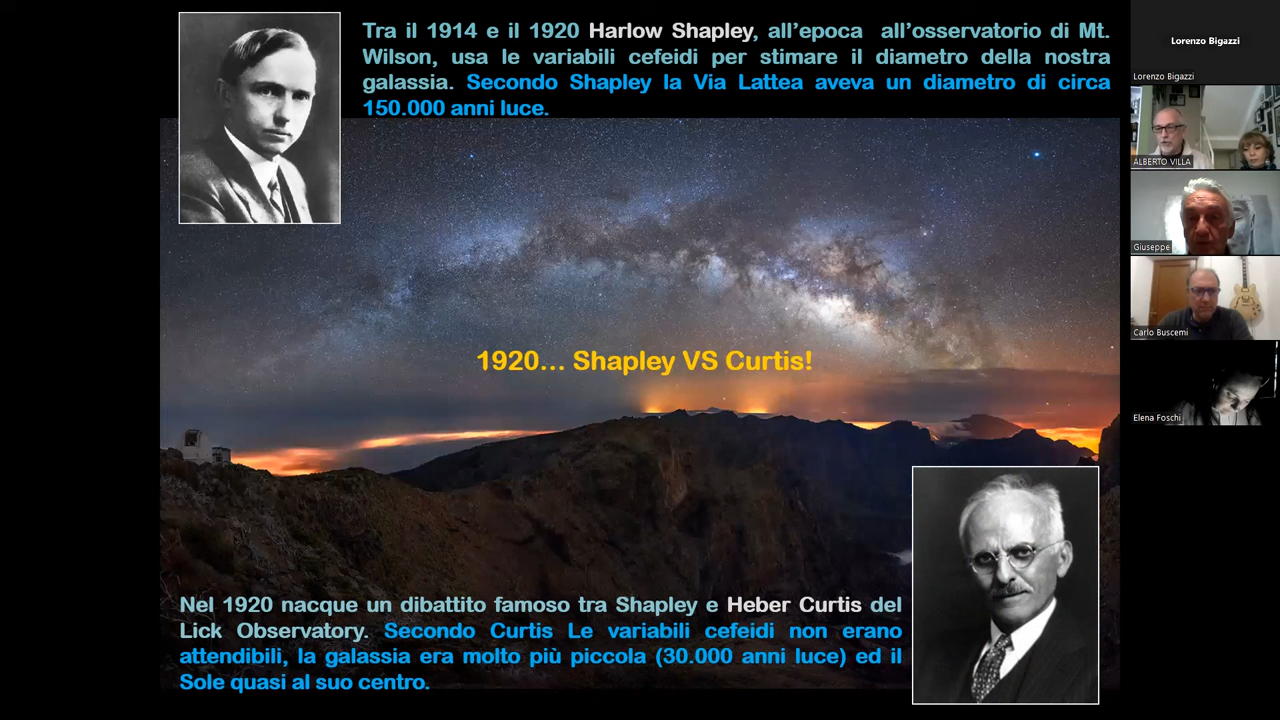 Tra il 1914 e il 1920 Harlow Shapley, all'epoca all'osservatorio di Mt.
Wilson, usa le variabili cefeidi per stimare il diametro della nostra
galassia. Secondo Shapley la Via Lattea aveva un diametro di circa
150.000 anni luce.
1920... Shapley VS Curtis!
Nel 1920 nacque un dibattito famoso tra Shapley e Heber Curtis del
Lick Observatory. Secondo Curtis Le variabili cefeidi non erano
attendibili, la galassia era molto più piccola (30.000 anni luce) ed il
Sole quasi al suo centro.
Lorenzo Bigazzi
Lorenzo Bigazzi
ALBERTO VILLA
Giuseppe
Carlo Buscemi
Elena Foschi